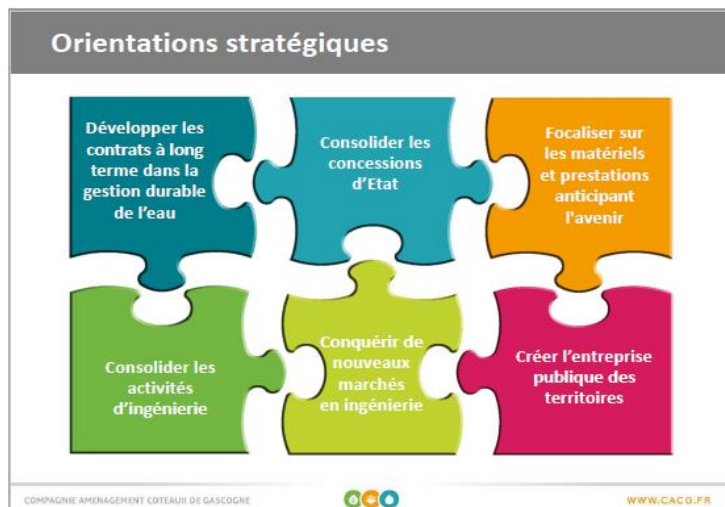 Orientations stratégiques
Développer les
contrats à long
terme dans la
gestion durable
de l'eau
Consolider les
concessions
d'Etat
Focaliser sur
les matériels
et prestations
anticipant
l'avenir
Consolider les
activités
d'ingénierie
Conquérir de
nouveaux
marchés
en ingénierie
Créer l'entreprise
publique des
territoires
COMPAGNIE AMENAGEMENT COTEAUX DE GASCOGNE
WWW.CACG.FR